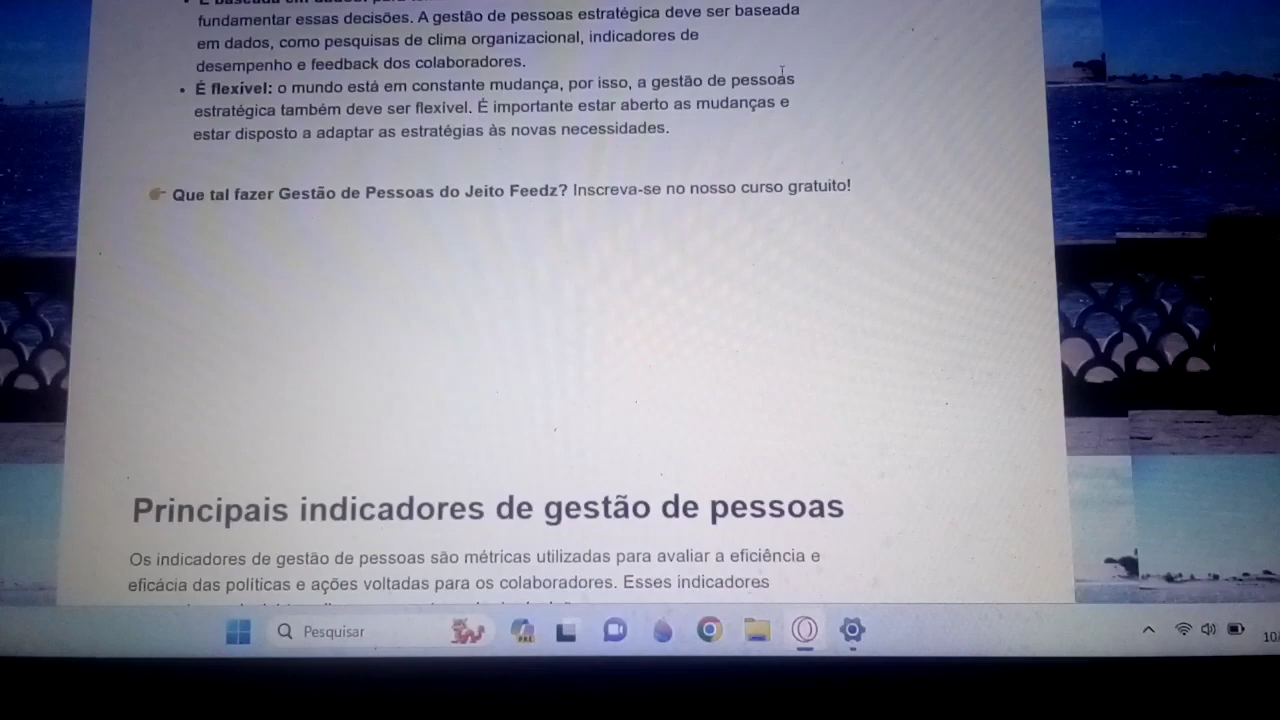 fundamentar essas decisões. A gestão de pessoas estratégica deve ser baseada
em dados, como pesquisas de clima organizacional, indicadores de
desempenho e feedback dos colaboradores.
• É flexivel: o mundo está em constante mudança, por isso, a gestão de pessoas
estratégica também deve ser flexível. É importante estar aberto as mudanças e
estar disposto a adaptar as estratégias às novas necessidades.
Que tal fazer Gestão de Pessoas do Jeito Feedz? Inscreva-se no nosso curso gratuito!
Principais indicadores de gestão de pessoas
Os indicadores de gestão de pessoas são métricas utilizadas para avaliar a eficiência e
eficácia das políticas e ações voltadas para os colaboradores. Esses indicadores
Pesquisar
PRE
10/